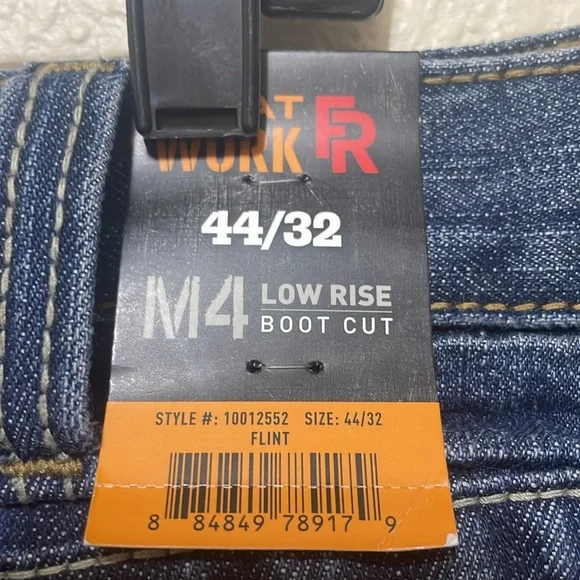 AT FR
WORK
44/32
M4 LOW RISE
BOOT CUT
STYLE #: 10012552 SIZE: 44/32
FLINT
8 84849 78917 9